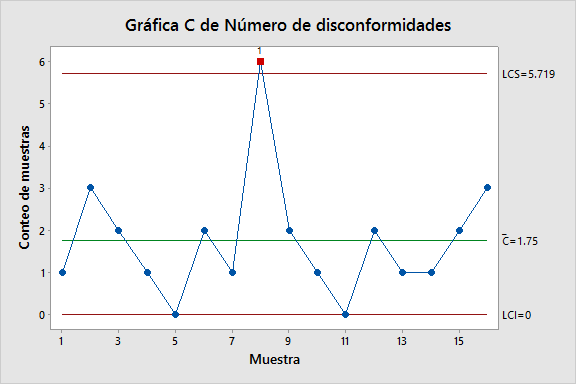 Gráfica C de Número de disconformidades
1
6
5
4
3
2
1
0
Conteo de muestras
LCS=5.719
C̅=1.75
LCI=0
1 3 5 7 9 11 13 15
Muestra